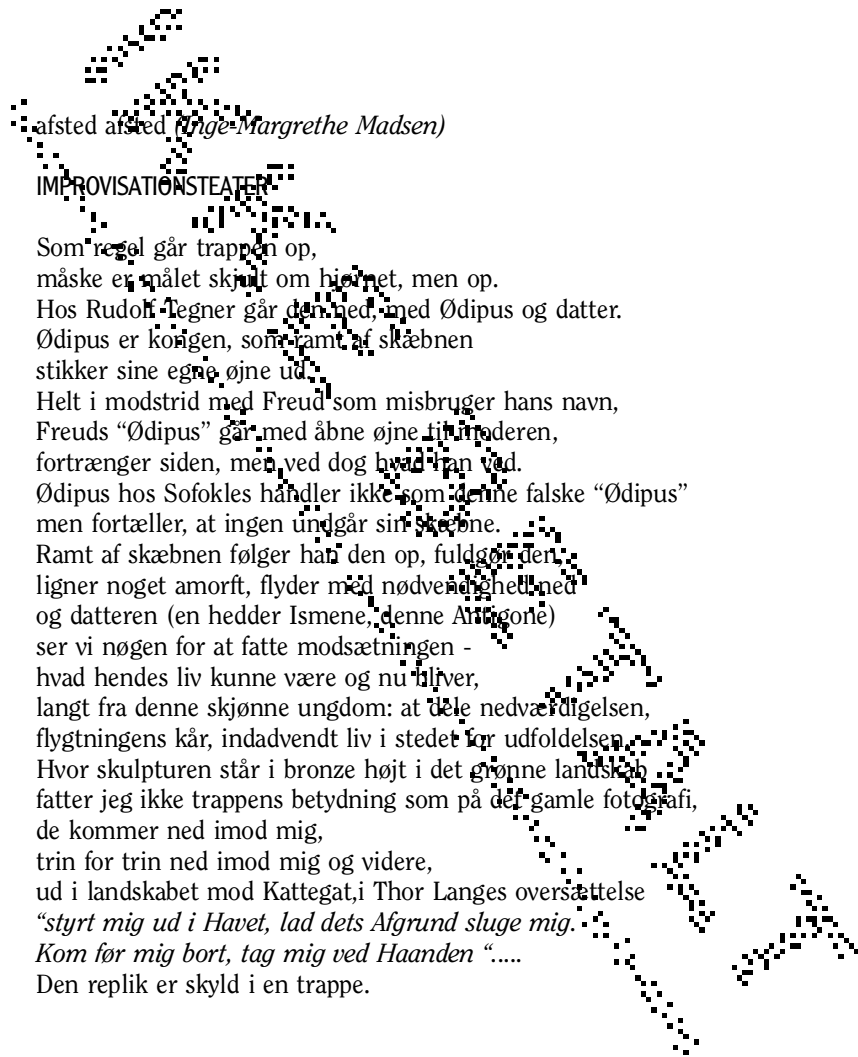 afsted afsted (Inge-Margrethe Madsen)
IMPROVISATIONSTEATER
Som regel går trappen op,
måske er målet skjult om hjørnet, men op.
Hos Rudolf Tegner går den ned, med Ødipus og datter.
Ødipus er kongen, som ramt af skæbnen
stikker sine egne øjne ud.
Helt i modstrid med Freud som misbruger hans navn,
Freuds “Ødipus” går med åbne øjne til moderen,
fortrænger siden, men ved dog hvad han ved.
Ødipus hos Sofokles handler ikke som denne falske “Ødipus”
men fortæller, at ingen undgår sin skæbne.
Ramt af skæbnen følger han den op, fuldgør den,
ligner noget amorft, flyder med nødvendighed ned
og datteren (en hedder Ismene, denne Antigone)
ser vi nøgen for at fatte modsætningen -
hvad hendes liv kunne være og nu bliver,
langt fra denne skjønne ungdom: at dele nedværdigelsen,
flygtningens kår, indadvendt liv i stedet for udfoldelsen.
Hvor skulpturen står i bronze højt i det grønne landskab
fatter jeg ikke trappens betydning som på det gamle fotografi,
de kommer ned imod mig,
trin for trin ned imod mig og videre,
ud i landskabet mod Kattegat,i Thor Langes oversættelse
“styrt mig ud i Havet, lad dets Afgrund sluge mig.
Kom før mig bort, tag mig ved Haanden “.....
Den replik er skyld i en trappe.